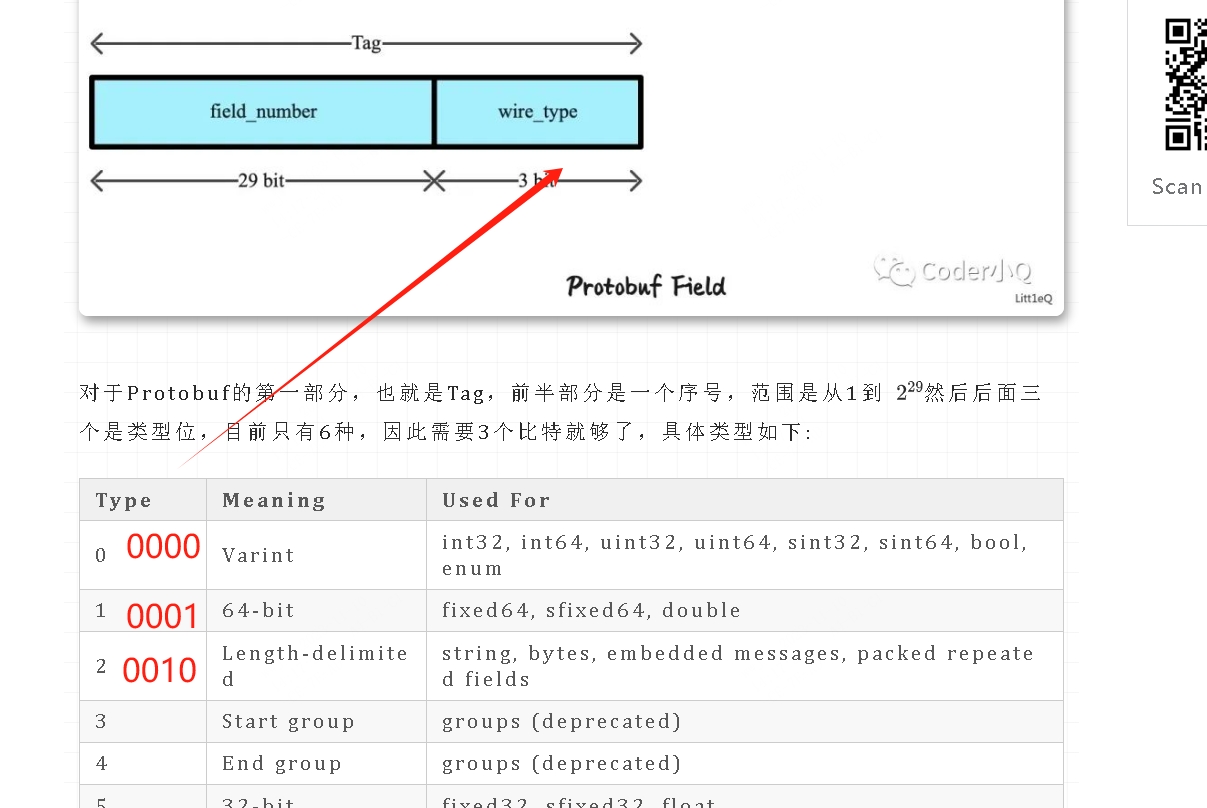 Tag
field_number wire_type
29 bit 3 bit
Protobuf Field
Coder小Q
Litt1eQ
Scan
对于Protobuf的第一部分，也就是Tag，前半部分是一个序号，范围是从1到 2^29然后后面三
个是类型位，目前只有6种，因此需要3个比特就够了，具体类型如下:
Type Meaning Used For
0 0000 Varint int32, int64, uint32, uint64, sint32, sint64, bool,
enum
1 0001 64-bit fixed64, sfixed64, double
2 0010 Length-delimite string, bytes, embedded messages, packed repeate
d d fields
3 Start group groups (deprecated)
4 End group groups (deprecated)
5 32-bit fixed32, sfixed32, float